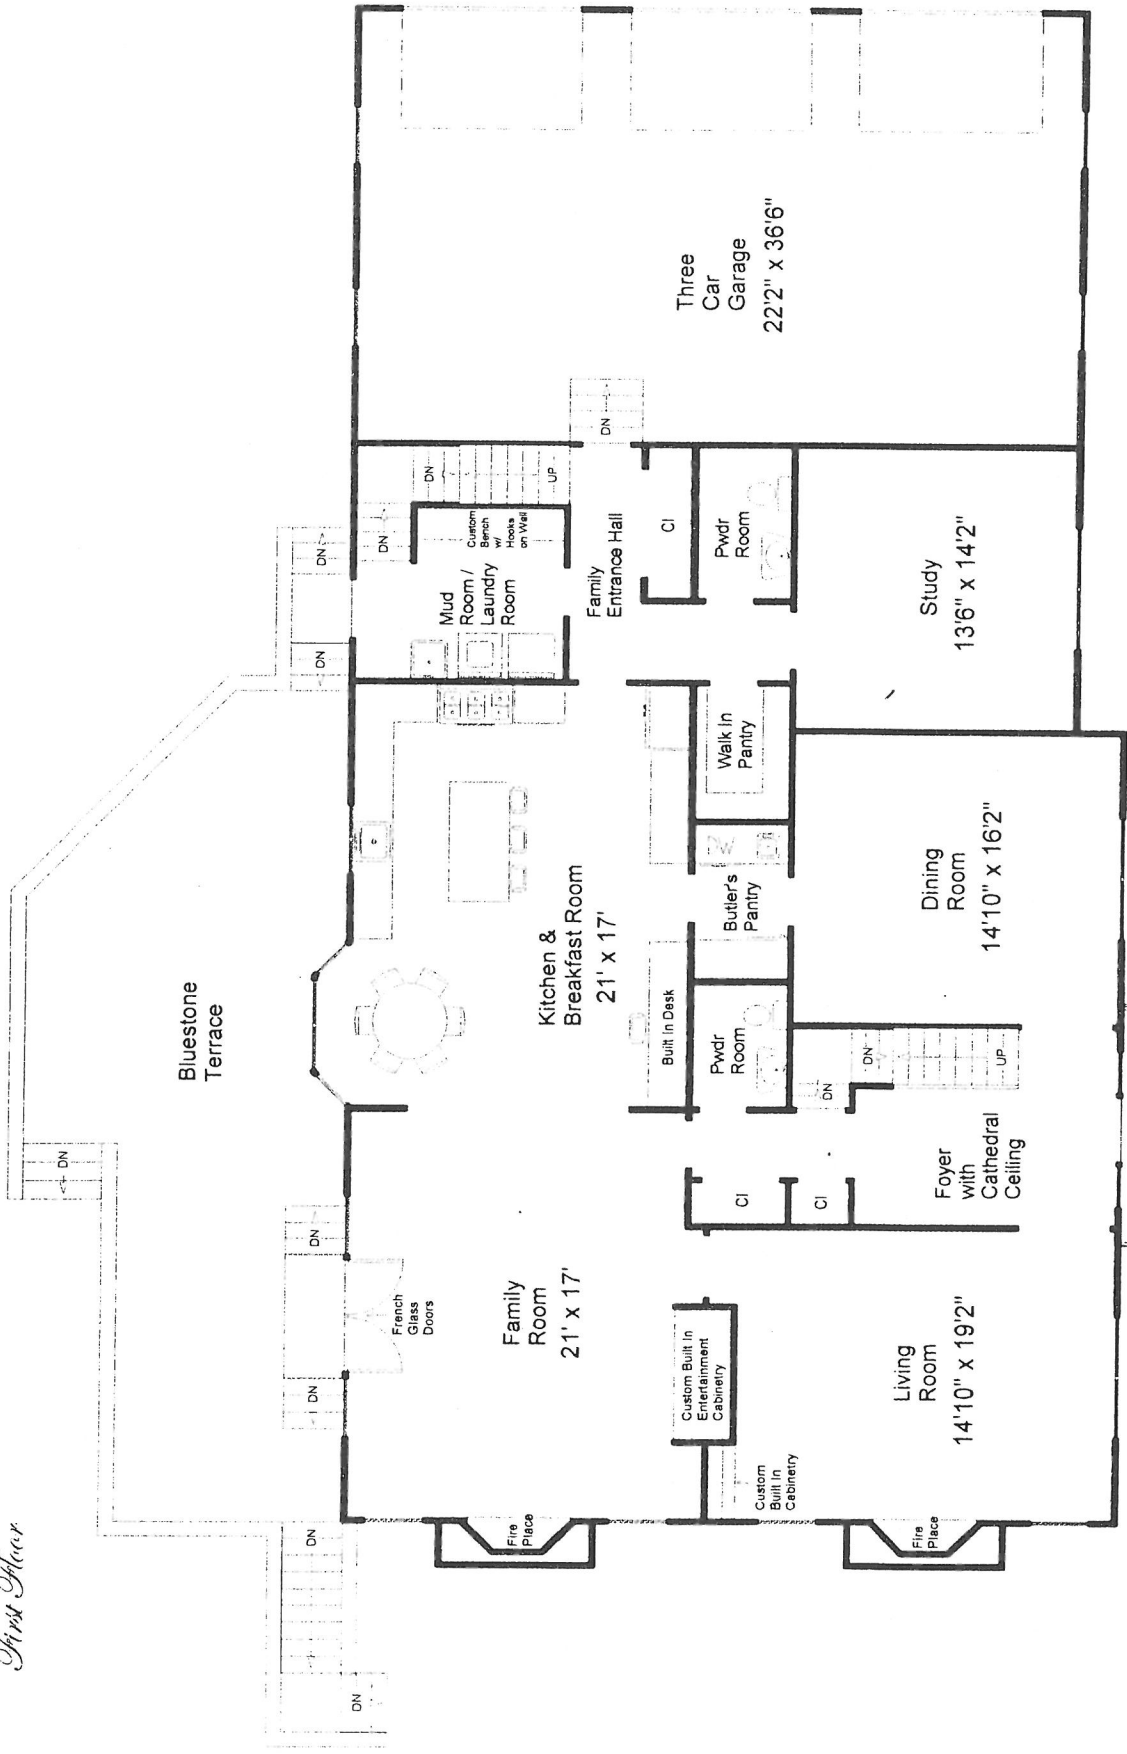 First Floor
Bluestone
Terrace
DN
DN
DN
DN
DN
DN
DN
French
Glass
Doors
Family
Room
21' x 17'
Fire
Place
Kitchen &
Breakfast Room
21' x 17'
Built In Desk
Mud
Room /
Laundry
Room
Custom
Bench
w/
Hooks
on Wall
DN
DN
UP
Family
Entrance Hall
Cl
DN
Three
Car
Garage
22'2" x 36'6"
Custom Built In
Entertainment
Cabinetry
Custom
Built In
Cabinetry
Cl
Cl
Pwdr
Room
Butler's
Pantry
Walk In
Pantry
Pwdr
Room
Fire
Place
Living
Room
14'10" x 19'2"
Foyer
with
Cathedral
Ceiling
DN
DN
UP
Dining
Room
14'10" x 16'2"
Study
13'6" x 14'2"